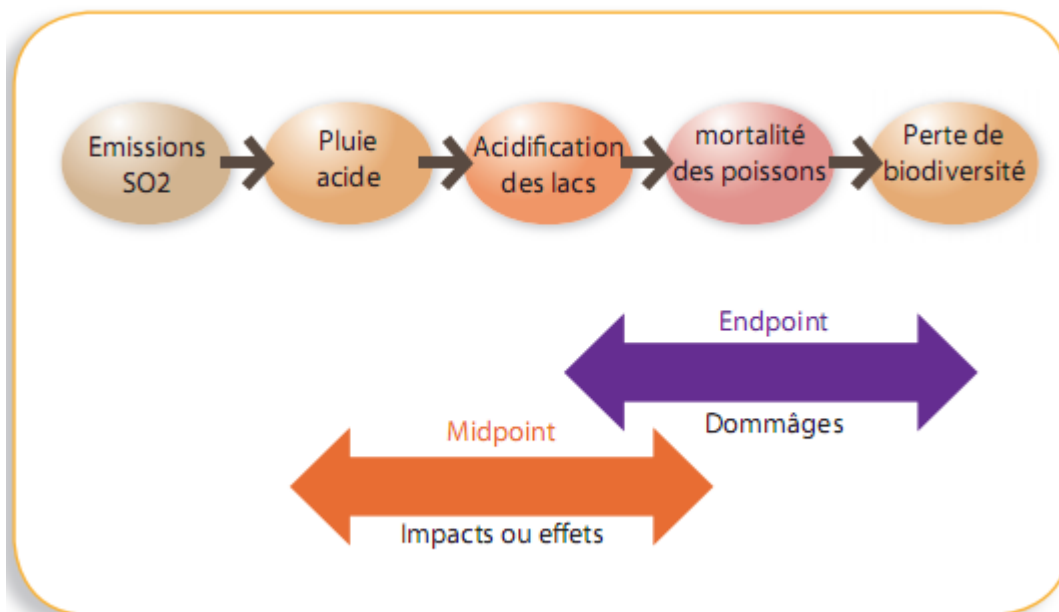 Emissions
SO2
Pluie
acide
Acidification
des lacs
mortalité
des poissons
Perte de
biodiversité
Endpoint
Dommâges
Midpoint
Impacts ou effets